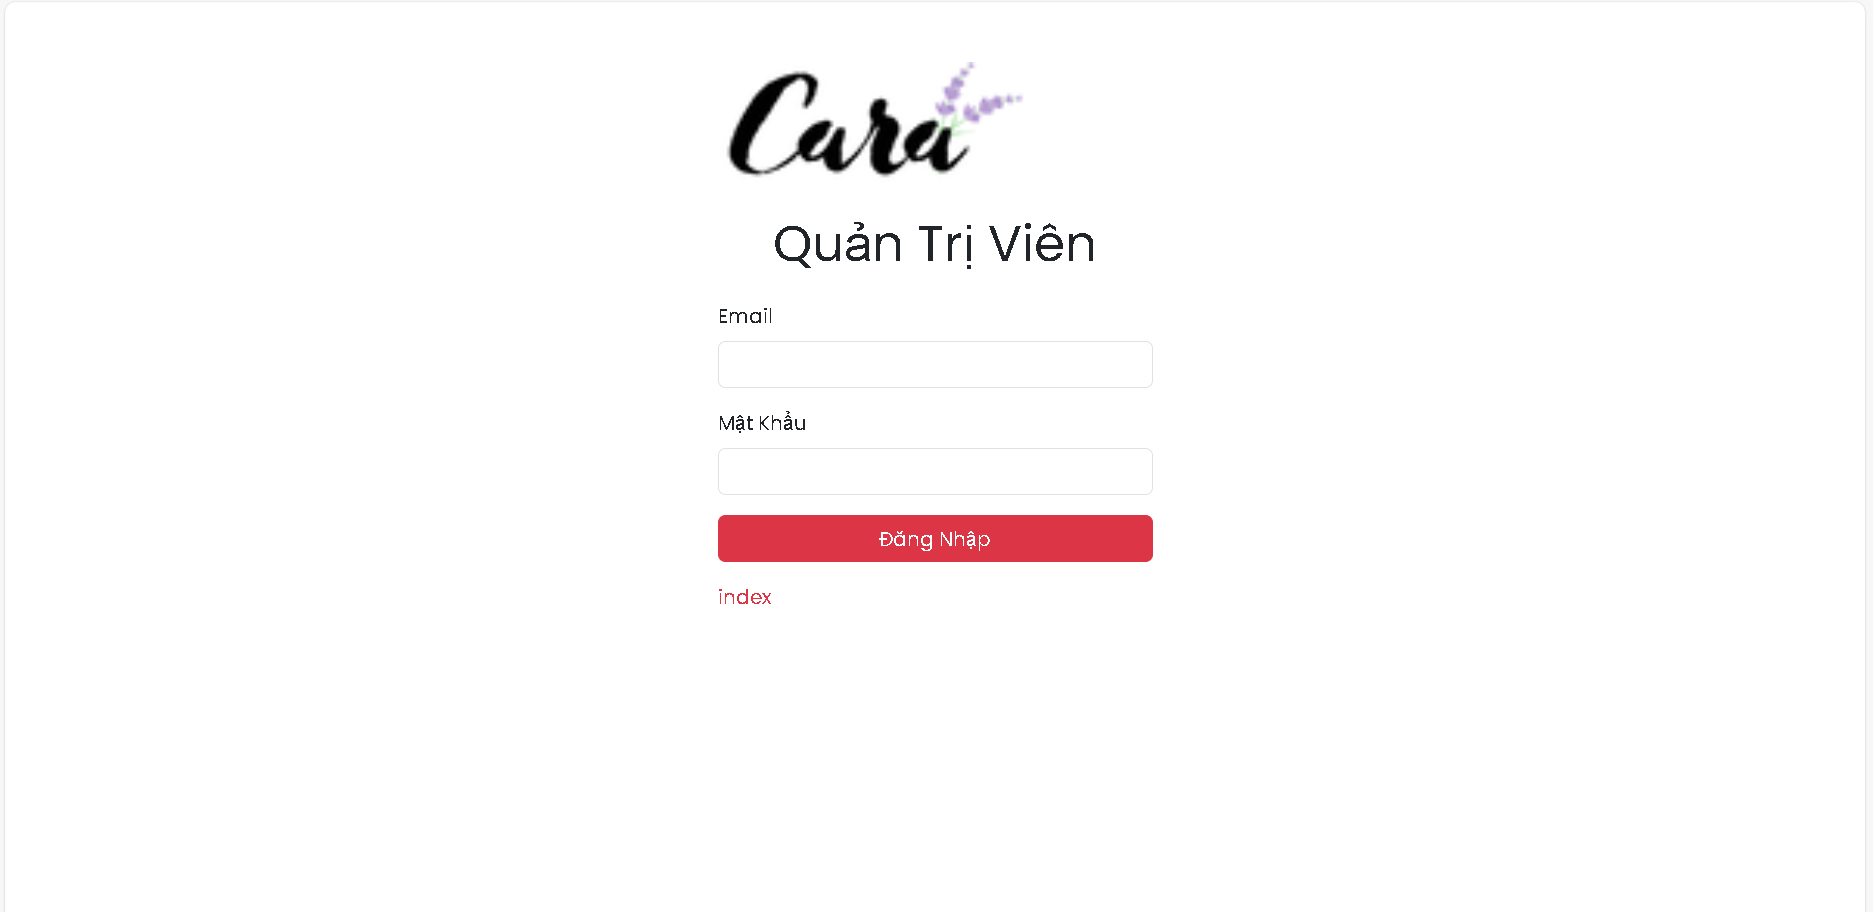 Cara
Quản Trị Viên
Email
Mật Khẩu
Đăng Nhập
index